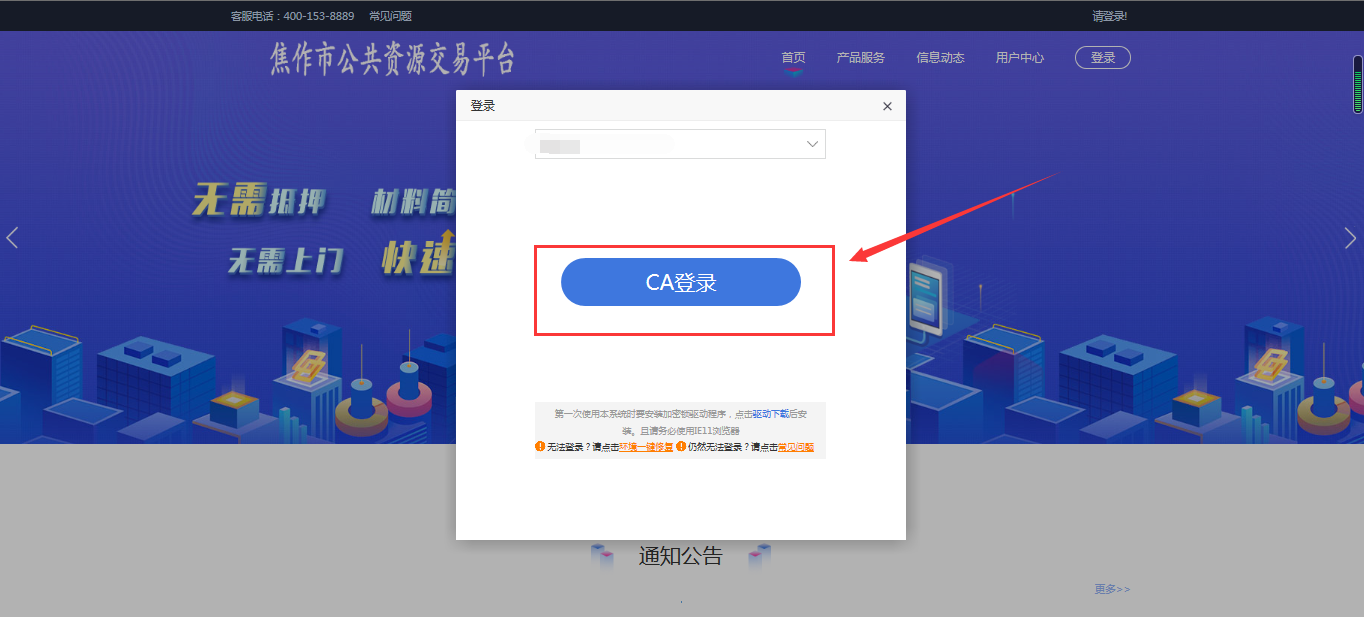 客服电话：400-153-8889 常见问题 请登录!
焦作市公共资源交易平台
首页 产品服务 信息动态 用户中心 登录
登录 ×
无需抵押 材料简
无需上门 快速
CA登录
第一次使用本系统时要安装加密锁驱动程序，点击驱动下载后安
装。且请务必使用IE11浏览器
无法登录？请点击环境一键修复 仍然无法登录？请点击常见问题
通知公告
更多>>